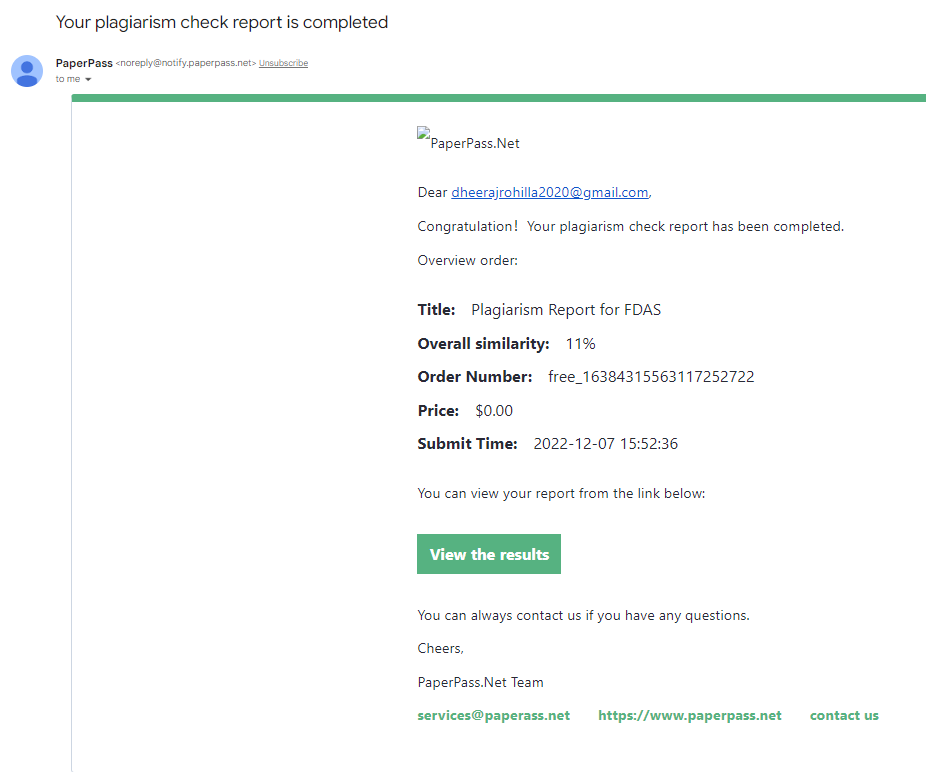 Your plagiarism check report is completed
PaperPass <noreply@notify.paperpass.net> Unsubscribe
to me
PaperPass.Net
Dear dheerajrohilla2020@gmail.com,
Congratulation！Your plagiarism check report has been completed.
Overview order:
Title: Plagiarism Report for FDAS
Overall similarity: 11%
Order Number: free_16384315563117252722
Price: $0.00
Submit Time: 2022-12-07 15:52:36
You can view your report from the link below:
View the results
You can always contact us if you have any questions.
Cheers,
PaperPass.Net Team
services@paperass.net https://www.paperpass.net contact us